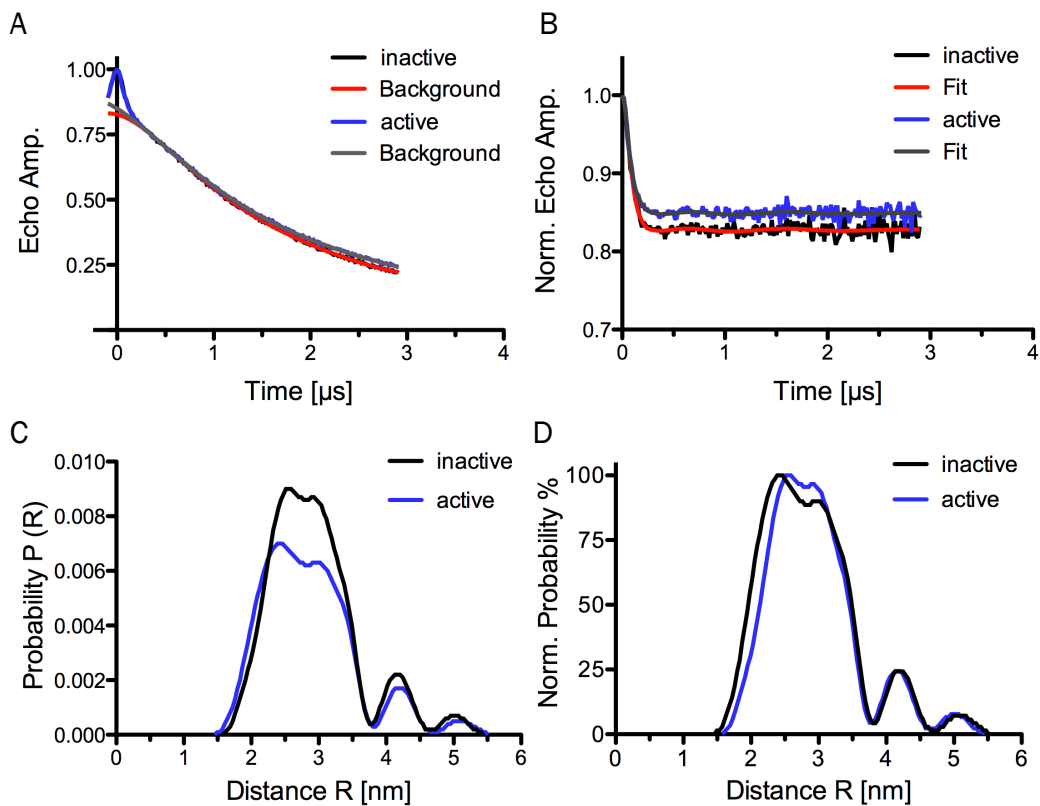 A
inactive
Background
active
Background
1.00
0.75
0.50
0.25
Echo Amp.
0 1 2 3 4
Time [µs]
B
inactive
Fit
active
Fit
1.0
0.9
0.8
0.7
Norm. Echo Amp.
0 1 2 3 4
Time [µs]
C
inactive
active
0.010
0.008
0.006
0.004
0.002
0.000
Probability P (R)
0 1 2 3 4 5 6
Distance R [nm]
D
inactive
active
100
75
50
25
0
Norm. Probability %
0 1 2 3 4 5 6
Distance R [nm]